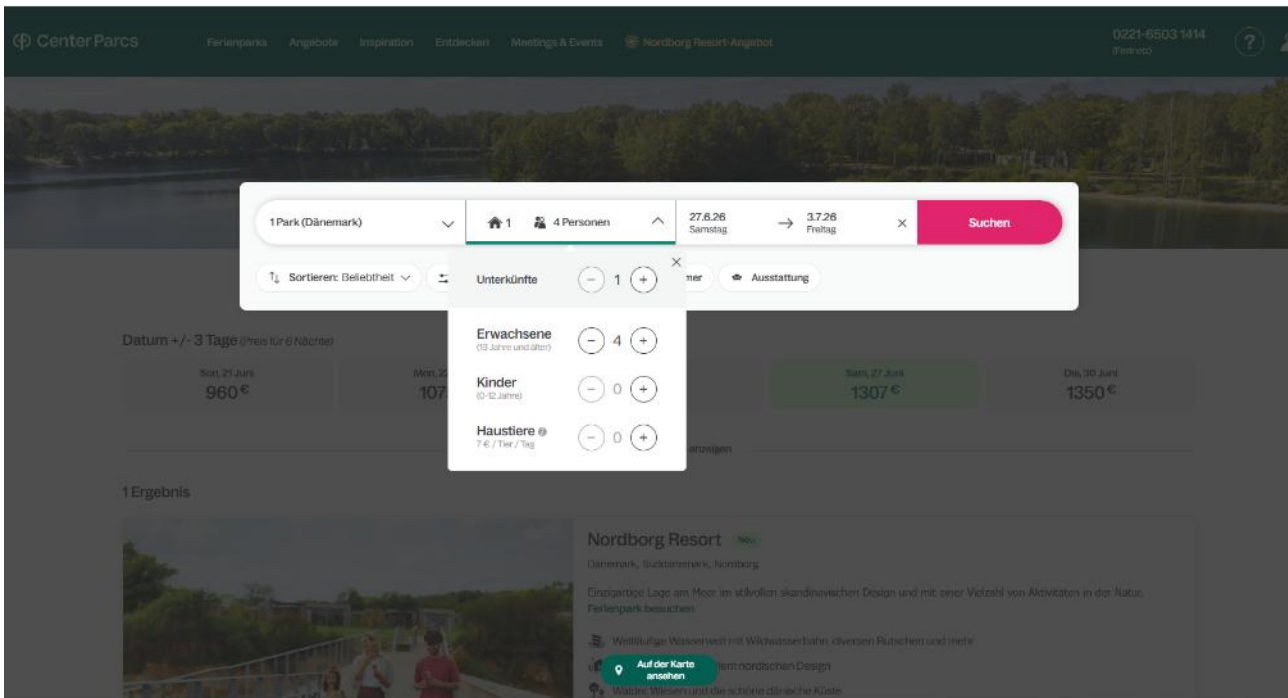 CenterParcs
Ferienparks Angebote Inspiration Entdecken Meetings & Events Nordborg Resort-Angebot
0221-6503 1414
(Festnetz)
?
1 Park (Dänemark)
1 4 Personen
27.6.26
Samstag
→
3.7.26
Freitag
×
Suchen
Sortieren: Beliebtheit
mer
Ausstattung
×
Unterkünfte − 1 +
Erwachsene
(13 Jahre und älter)
− 4 +
Kinder
(0-12 Jahre)
− 0 +
Haustiere
7 € / Tier / Tag
− 0 +
Datum +/- 3 Tage (Preis für 6 Nächte)
Son, 21 Juni
960 €
Mon, 22
107
Sam, 27 Juni
1307 €
Die, 30 Juni
1350 €
anzeigen
1 Ergebnis
Nordborg Resort Neu
Dänemark, Süddänemark, Nordborg
Einzigartige Lage am Meer im stilvollen skandinavischen Design und mit einer Vielzahl von Aktivitäten in der Natur.
Ferienpark besuchen
Weitläufige Wasserwelt mit Wildwasserbahn, diversen Rutschen und mehr
nordischen Design
Wälder, Wiesen und die schöne dänische Küste
Auf der Karte
ansehen